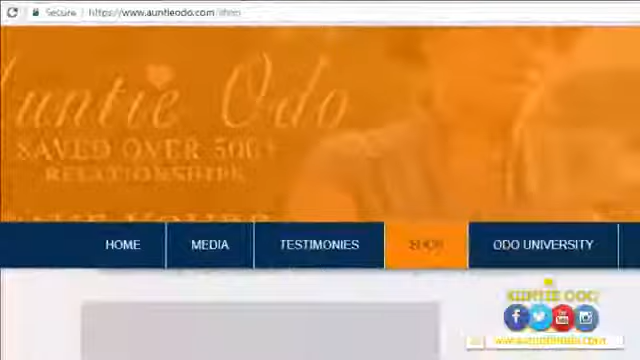 Secure | https://www.auntieodo.com/shop
Auntie Odo
SAVED OVER 500+
RELATIONSHIPS
HOME
MEDIA
TESTIMONIES
SHOP
ODO UNIVERSITY
AUNTIE ODO
www.auntieodo.com